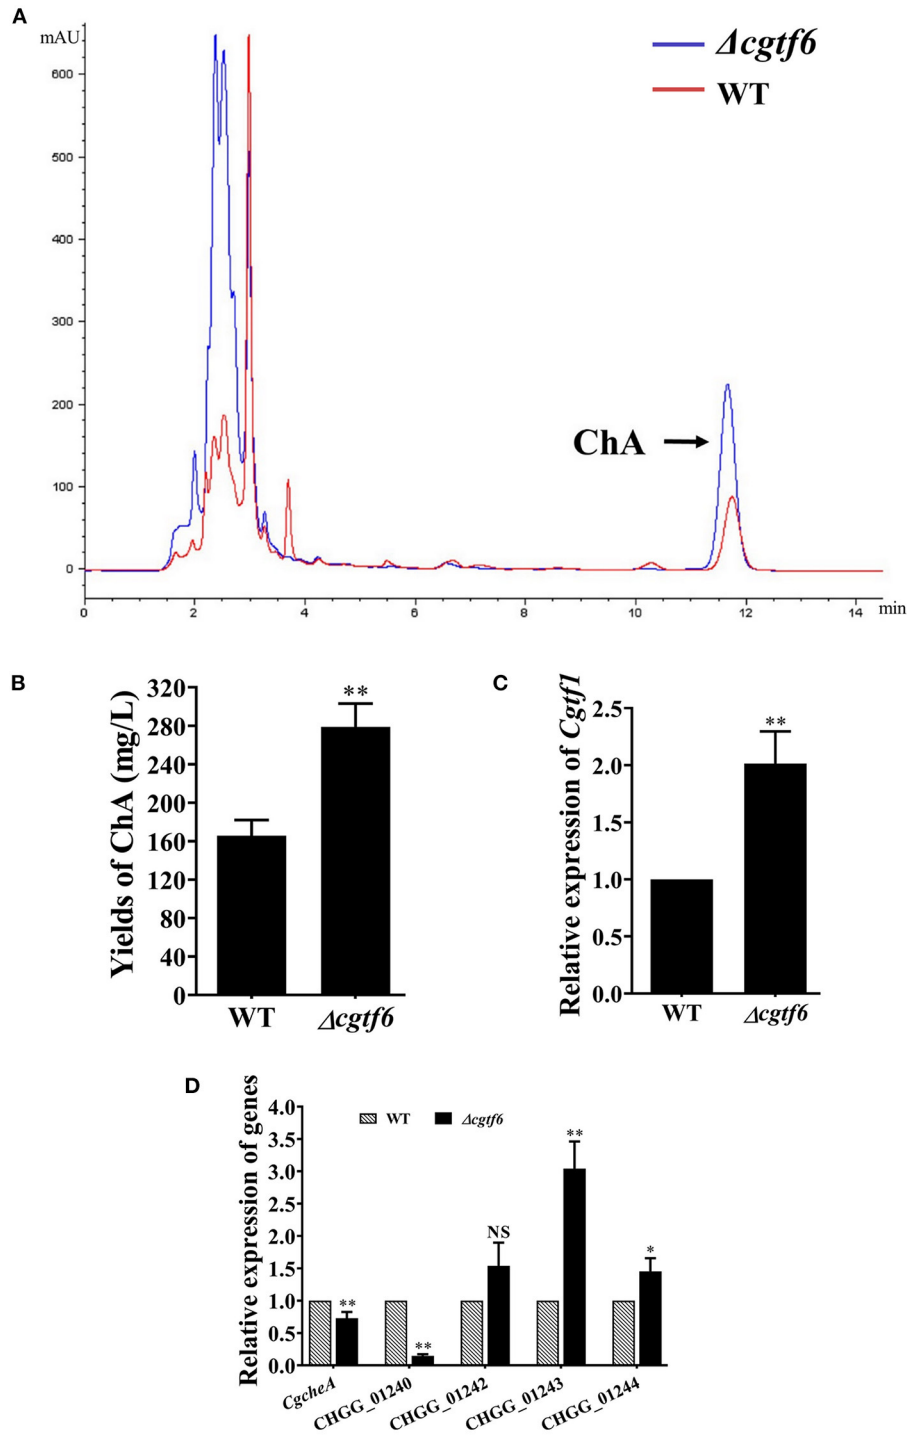 A
mAU
Δcgtf6
WT
600
500
400
300
200
100
0
ChA
0 2 4 6 8 10 12 14 min
B
Yields of ChA (mg/L)
320
280
240
200
160
120
80
40
0
**
WT Δcgtf6
C
Relative expression of Cgtf1
2.5
2.0
1.5
1.0
0.5
0.0
**
WT Δcgtf6
D
Relative expression of genes
4.0
3.5
3.0
2.5
2.0
1.5
1.0
0.5
0.0
WT Δcgtf6
** ** NS ** *
CgcheA CHGG_01240 CHGG_01242 CHGG_01243 CHGG_01244